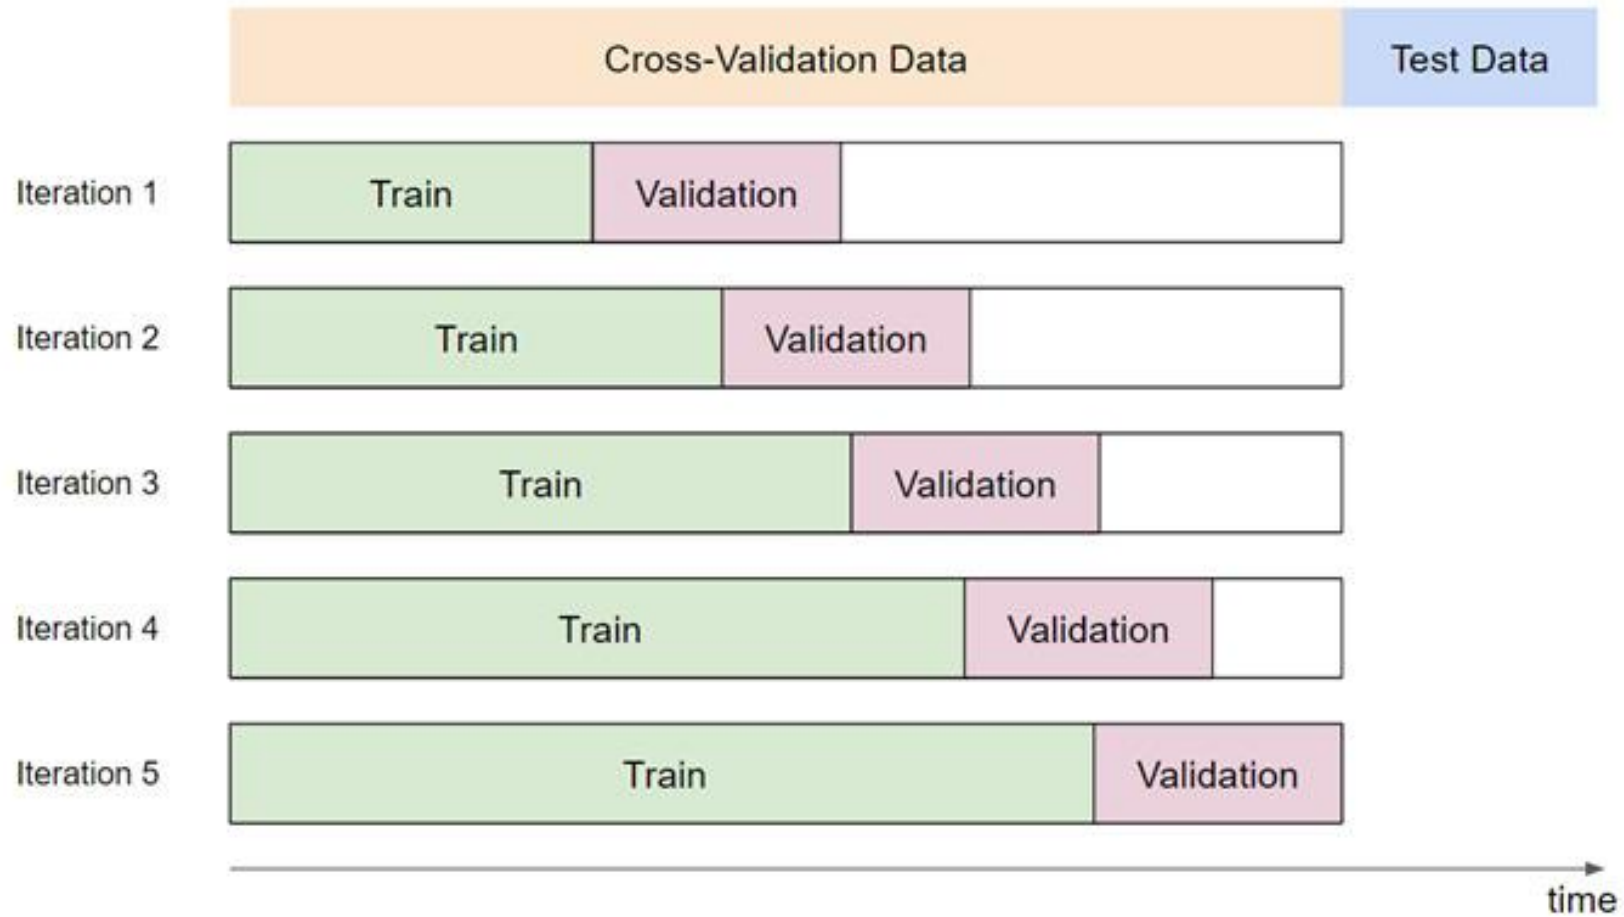 Cross-Validation Data Test Data
Iteration 1 Train Validation
Iteration 2 Train Validation
Iteration 3 Train Validation
Iteration 4 Train Validation
Iteration 5 Train Validation
time